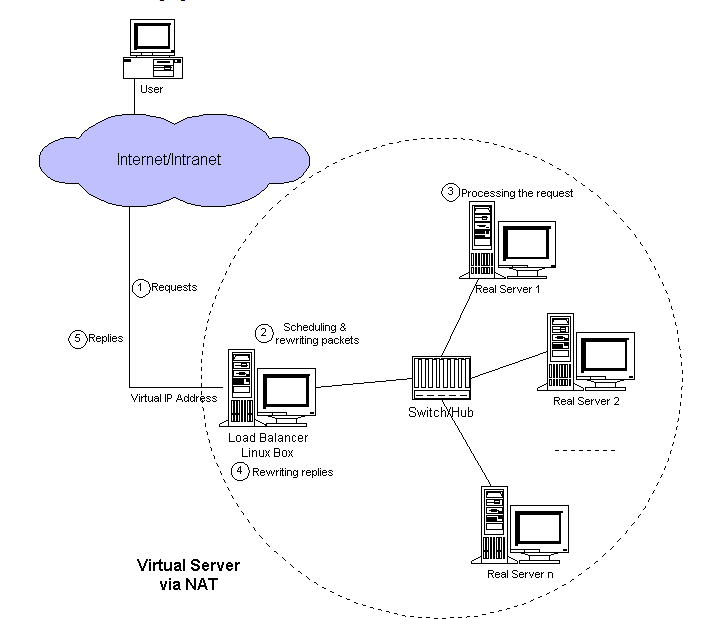 User
Internet/Intranet
3 Processing the request
Real Server 1
1 Requests
2 Scheduling &
rewriting packets
5 Replies
Virtual IP Address
Switch/Hub
Real Server 2
Load Balancer
Linux Box
4 Rewriting replies
Real Server n
Virtual Server
via NAT